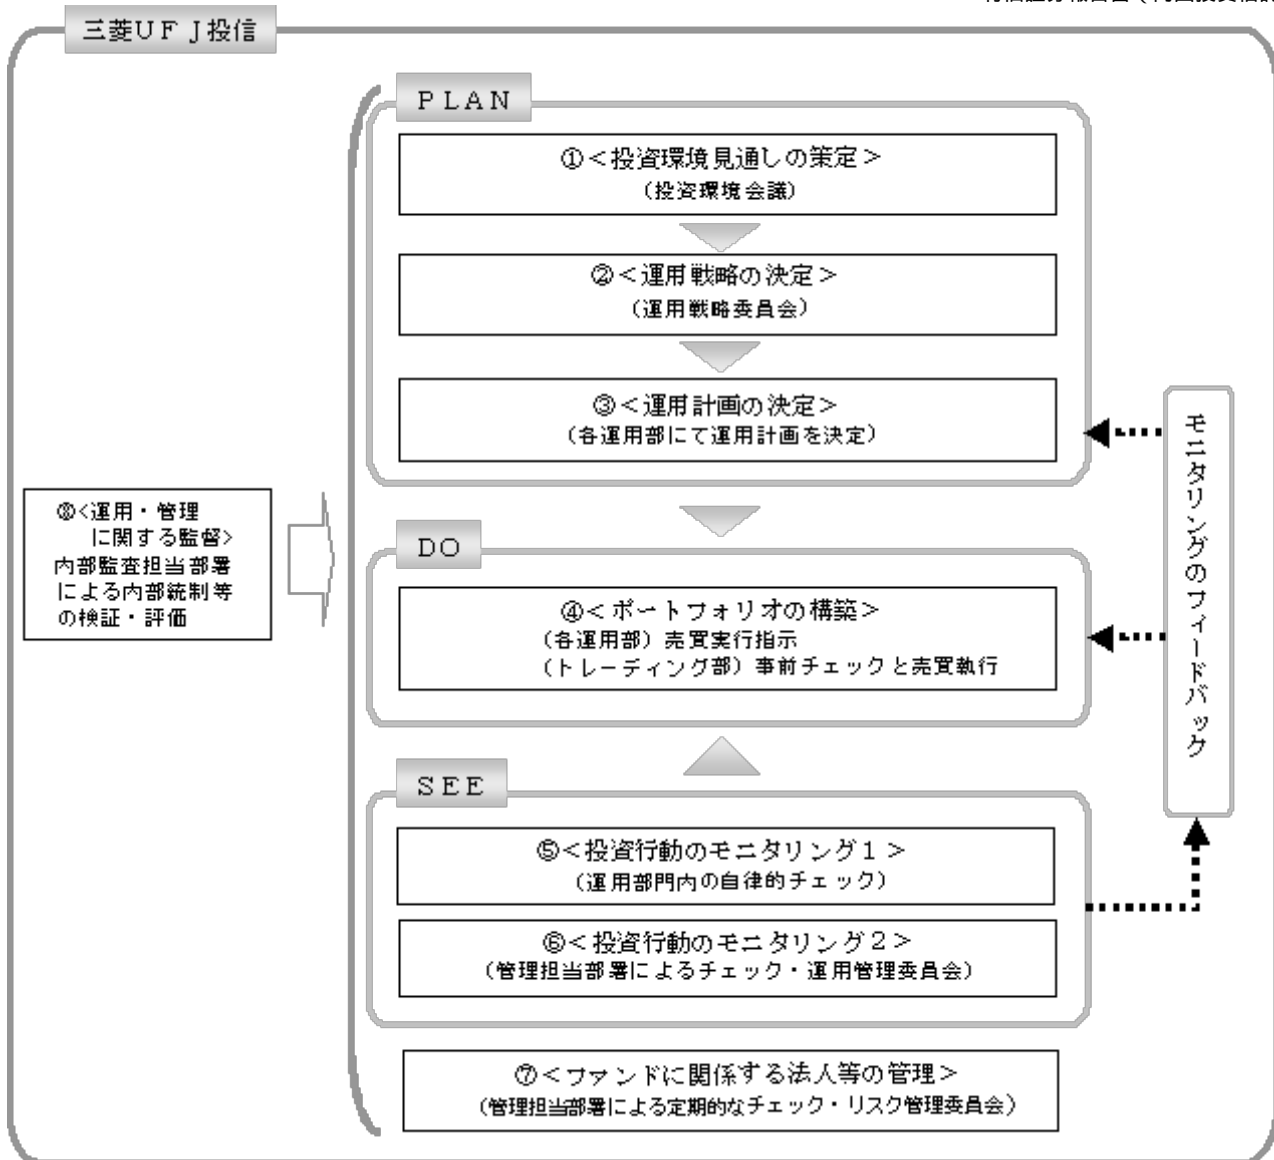 三菱UFJ投信
PLAN
①<投資環境見通しの策定>
(投資環境会議)
②<運用戦略の決定>
(運用戦略委員会)
③<運用計画の決定>
(各運用部にて運用計画を決定)
⑧<運用・管理
に関する監督>
内部監査担当部署
による内部統制等
の検証・評価
DO
④<ポートフォリオの構築>
(各運用部)売買実行指示
(トレーディング部)事前チェックと売買執行
モニタリングのフィードバック
SEE
⑤<投資行動のモニタリング1>
(運用部門内の自律的チェック)
⑥<投資行動のモニタリング2>
(管理担当部署によるチェック・運用管理委員会)
⑦<ファンドに関係する法人等の管理>
(管理担当部署による定期的なチェック・リスク管理委員会)